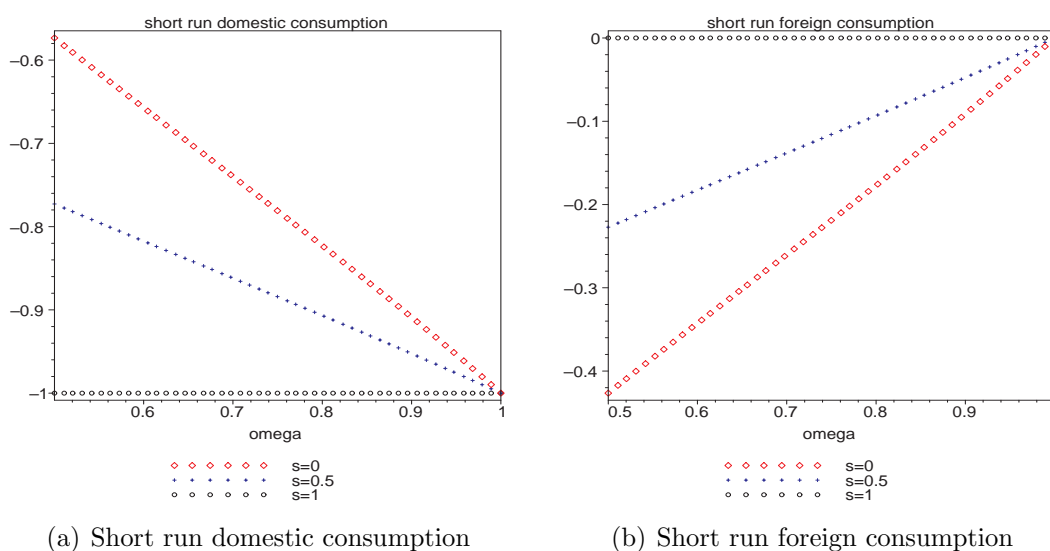 short run domestic consumption
−0.6
−0.7
−0.8
−0.9
−1
0.6 0.7 0.8 0.9 1
omega
s=0
s=0.5
s=1
(a) Short run domestic consumption
short run foreign consumption
0
−0.1
−0.2
−0.3
−0.4
0.5 0.6 0.7 0.8 0.9
omega
s=0
s=0.5
s=1
(b) Short run foreign consumption